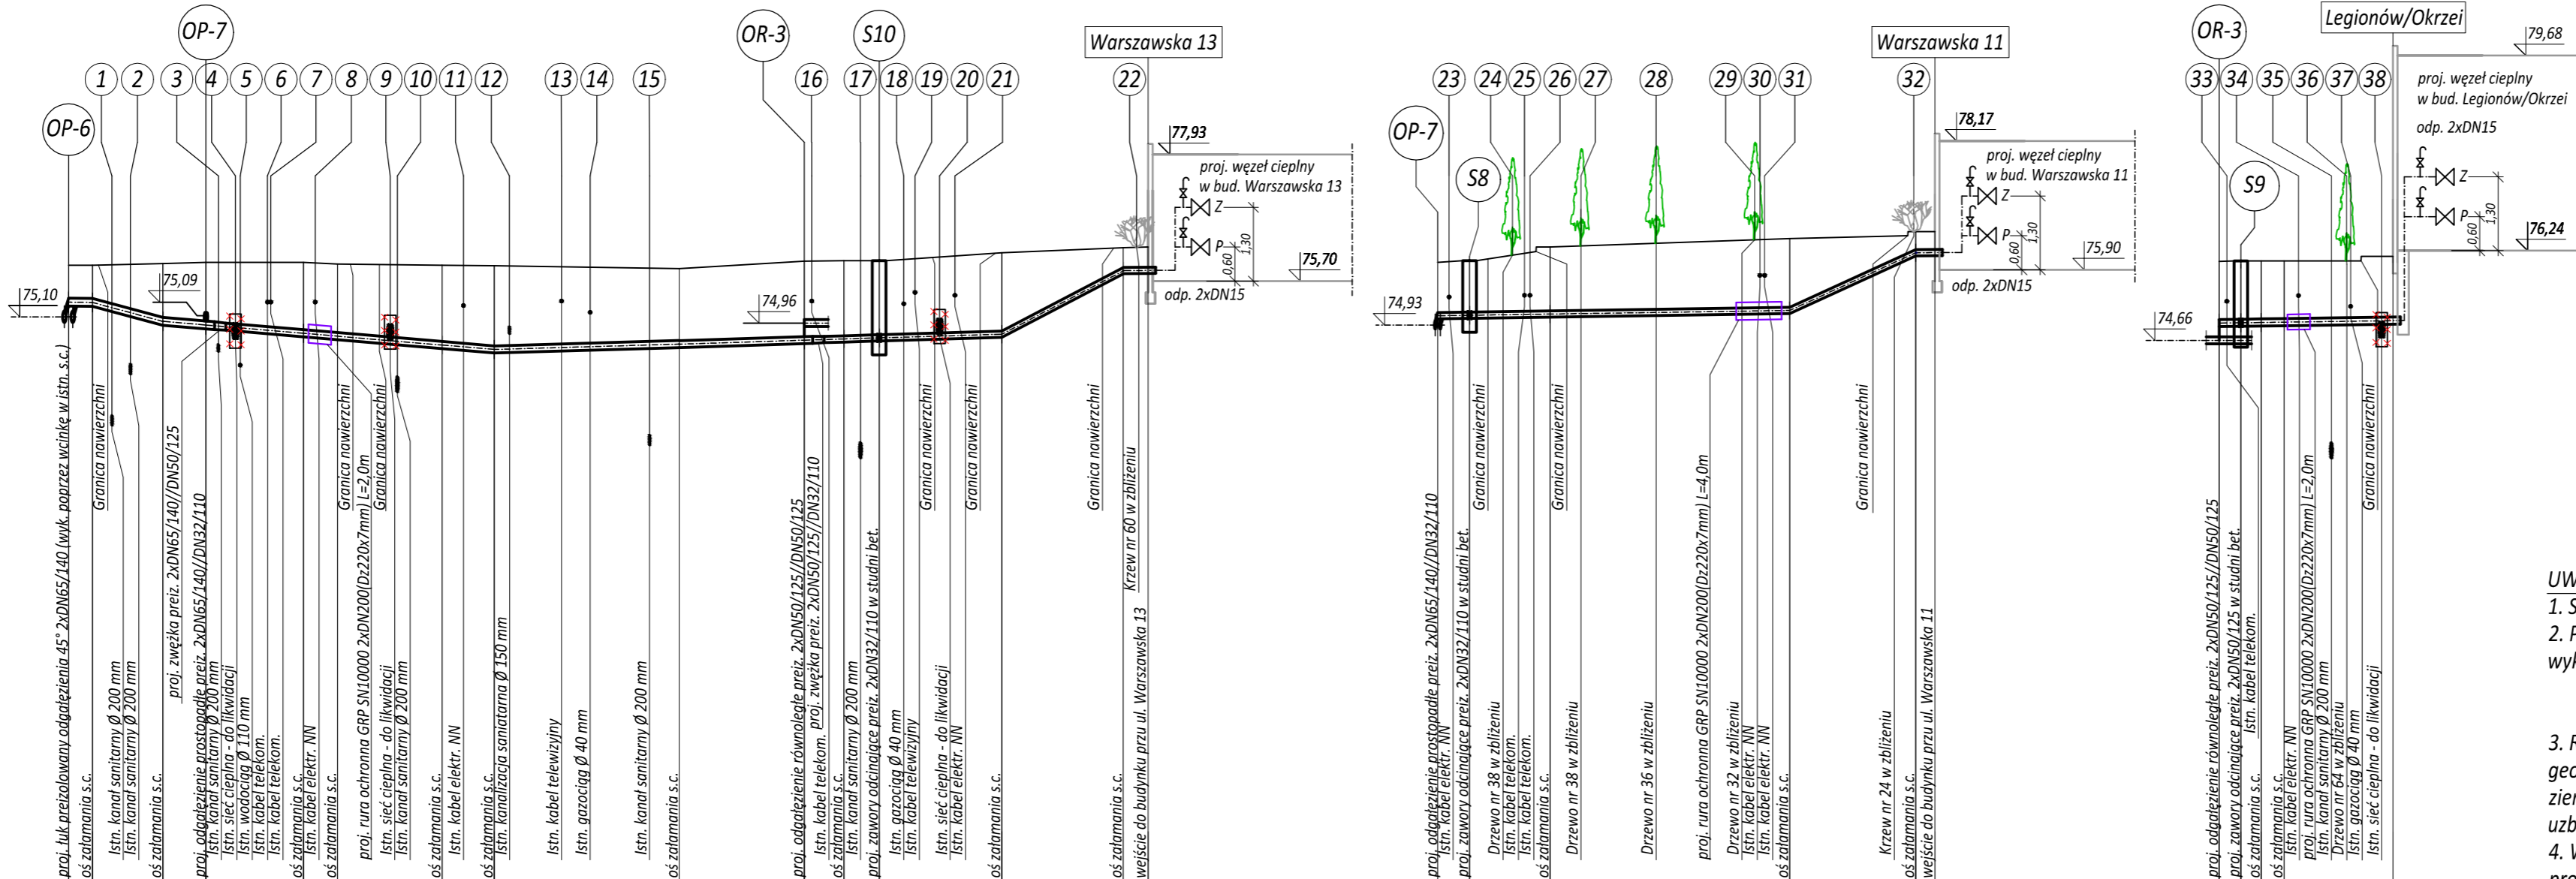 OP-6
1
2
3
OP-7
4
5
6
7
8
9
10
11
12
13
14
15
OR-3
16
17
S10
18
19
20
21
22
Warszawska 13
75,10
75,09
74,96
77,93
proj. węzeł cieplny
w bud. Warszawska 13
Z
P
0,60
1,30
75,70
odp. 2xDN15
proj. łuk preizolowany odgałęzienia 45° 2xDN65/140 (wyk. poprzez wcinkę w istn. s.c.)
oś załamania s.c.
Granica nawierzchni
Istn. kanał sanitarny Ø 200 mm
Istn. kanał sanitarny Ø 200 mm
oś załamania s.c.
proj. zwężka preiz. 2xDN65/140//DN50/125
proj. odgałęzienie prostopadłe preiz. 2xDN65/140//DN32/110
Istn. kanał sanitarny Ø 200 mm
Istn. sieć cieplna - do likwidacji
Istn. wodociąg Ø 110 mm
Istn. kabel telekom.
Istn. kabel telekom.
oś załamania s.c.
Istn. kabel elektr. NN
oś załamania s.c.
Granica nawierzchni
proj. rura ochronna GRP SN10000 2xDN200(Dz220x7mm) L=2,0m
Granica nawierzchni
Istn. sieć cieplna - do likwidacji
Istn. kanał sanitarny Ø 200 mm
oś załamania s.c.
Istn. kabel elektr. NN
oś załamania s.c.
Istn. kanalizacja sanitarna Ø 150 mm
Istn. kabel telewizyjny
Istn. gazociąg Ø 40 mm
Istn. kanał sanitarny Ø 200 mm
oś załamania s.c.
proj. odgałęzienie równoległe preiz. 2xDN50/125//DN50/125
Istn. kabel telekom.
proj. zwężka preiz. 2xDN50/125//DN32/110
oś załamania s.c.
Istn. kanał sanitarny Ø 200 mm
proj. zawory odcinające preiz. 2xDN32/110 w studni bet.
Istn. gazociąg Ø 40 mm
Istn. kabel telewizyjny
Granica nawierzchni
Istn. sieć cieplna - do likwidacji
Istn. kabel elektr. NN
Granica nawierzchni
oś załamania s.c.
Granica nawierzchni
oś załamania s.c.
Krzew nr 60 w zbliżeniu
wejście do budynku przu ul. Warszawska 13
OP-7
23
S8
24
25
26
27
28
29
30
31
32
Warszawska 11
74,93
78,17
proj. węzeł cieplny
w bud. Warszawska 11
Z
P
0,60
1,30
75,90
odp. 2xDN15
proj. odgałęzienie prostopadłe preiz. 2xDN65/140//DN32/110
Istn. kabel elektr. NN
proj. zawory odcinające preiz. 2xDN32/110 w studni bet.
Granica nawierzchni
Drzewo nr 38 w zbliżeniu
Istn. kabel telekom.
Istn. kabel telekom.
oś załamania s.c.
Granica nawierzchni
Drzewo nr 38 w zbliżeniu
Drzewo nr 36 w zbliżeniu
proj. rura ochronna GRP SN10000 2xDN200(Dz220x7mm) L=4,0m
Drzewo nr 32 w zbliżeniu
Istn. kabel elektr. NN
Istn. kabel elektr. NN
oś załamania s.c.
Granica nawierzchni
Krzew nr 24 w zbliżeniu
oś załamania s.c.
wejście do budynku przu ul. Warszawska 11
OR-3
33
34
S9
35
36
37
38
Legionów/Okrzei
74,66
79,68
proj. węzeł cieplny
w bud. Legionów/Okrzei
odp. 2xDN15
Z
P
0,60
1,30
76,24
proj. odgałęzienie równoległe preiz. 2xDN50/125//DN50/125
proj. zawory odcinające preiz. 2xDN50/125 w studni bet.
Istn. kabel telekom.
oś załamania s.c.
oś załamania s.c.
Istn. kabel elektr. NN
proj. rura ochronna GRP SN10000 2xDN200(Dz220x7mm) L=2,0m
Istn. kanał sanitarny Ø 200 mm
Drzewo nr 64 w zbliżeniu
Istn. gazociąg Ø 40 mm
Granica nawierzchni
Istn. sieć cieplna - do likwidacji
UW
1. S
2. P
wyk
3. R
geo
zien
uzb
4. W